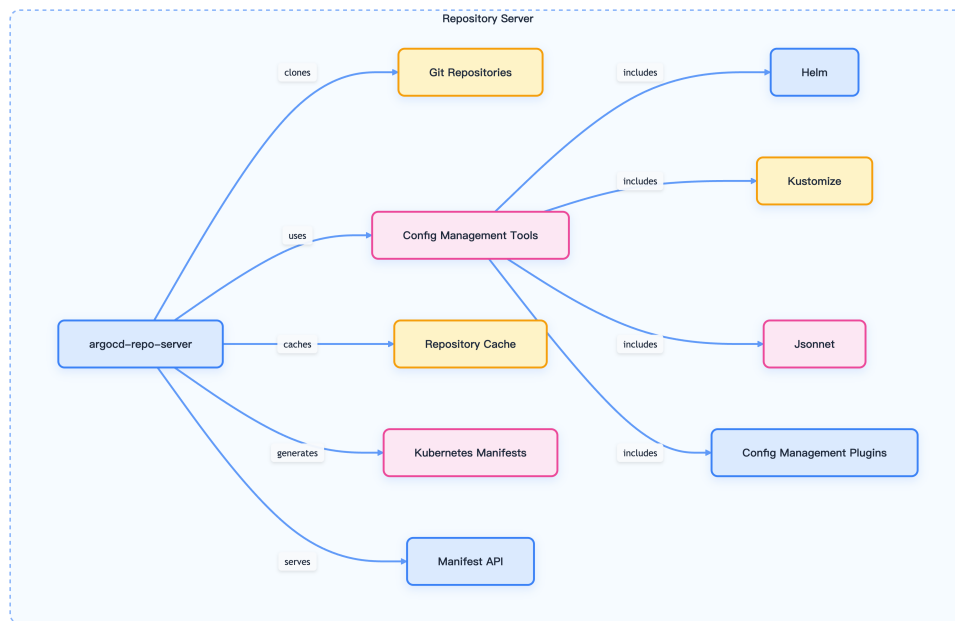 Repository Server
clones
Git Repositories
includes
Helm
includes
Kustomize
uses
Config Management Tools
argocd-repo-server
caches
Repository Cache
includes
Jsonnet
generates
Kubernetes Manifests
includes
Config Management Plugins
serves
Manifest API